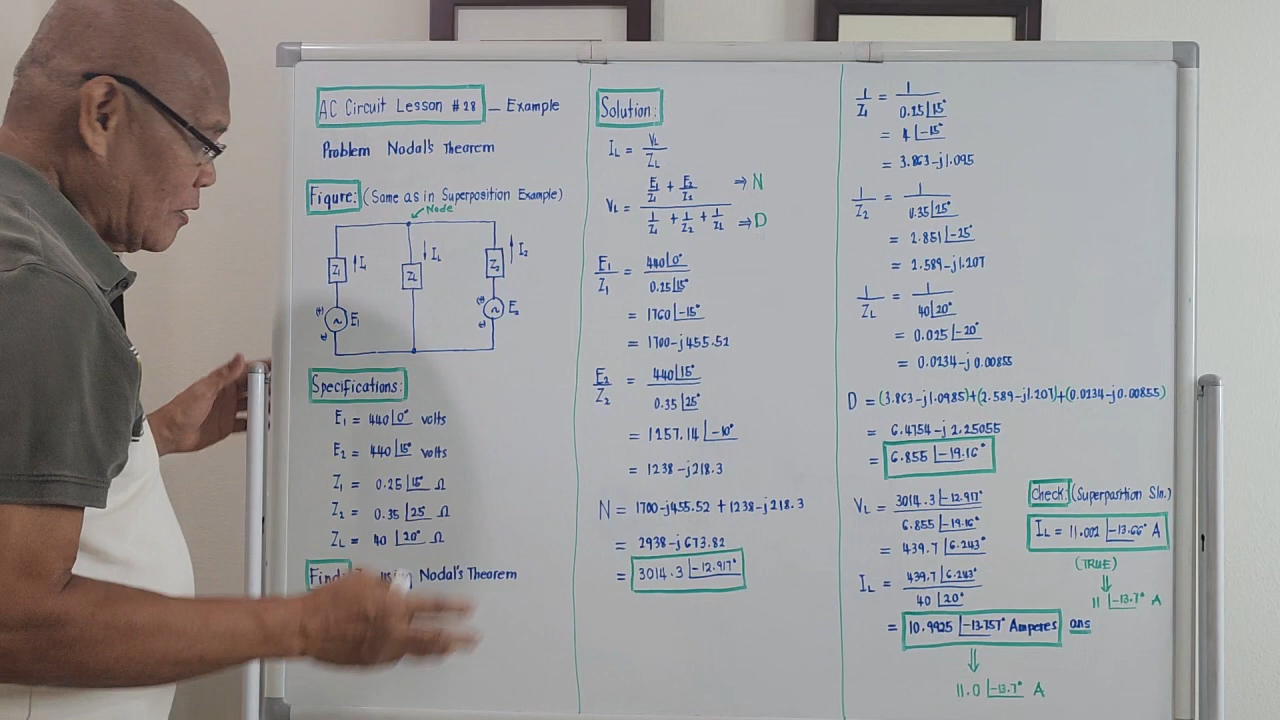 AC Circuit Lesson #28 — Example
Problem Nodal's Theorem
Figure: (Same as in Superposition Example)
Node
Z1 I1 ZL IL Z2 I2
(+) E1 (-)
(+) E2 (-)
Specifications:
E1 = 440∠0° volts
E2 = 440∠15° volts
Z1 = 0.25∠15° Ω
Z2 = 0.35∠25 Ω
ZL = 40∠20° Ω
Find: using Nodal's Theorem
Solution:
IL = VL/ZL
VL = (E1/Z1 + E2/Z2)/(1/Z1 + 1/Z2 + 1/ZL) ⇒ N ⇒ D
E1/Z1 = 440∠0°/0.25∠15°
= 1760∠-15°
= 1700-j455.52
E2/Z2 = 440∠15°/0.35∠25°
= 1257.14∠-10°
= 1238-j218.3
N = 1700-j455.52 + 1238-j218.3
= 2938-j673.82
= 3014.3∠-12.917°
1/Z1 = 1/0.25∠15°
= 4∠-15°
= 3.863-j1.095
1/Z2 = 1/0.35∠25°
= 2.851∠-25°
= 2.589-j1.207
1/ZL = 1/40∠20°
= 0.025∠-20°
= 0.0234-j0.00855
D = (3.863-j1.0985)+(2.589-j1.207)+(0.0234-j0.00855)
= 6.4754-j2.25055
= 6.855∠-19.16°
VL = 3014.3∠-12.917°/6.855∠-19.16°
= 439.7∠6.243°
IL = 439.7∠6.243°/40∠20°
= 10.9925∠-13.757° Amperes ans
⇓
11.0∠-13.7° A
Check: (Superposition Sln.)
IL = 11.002∠-13.66° A
(TRUE)
⇓
11∠-13.7° A